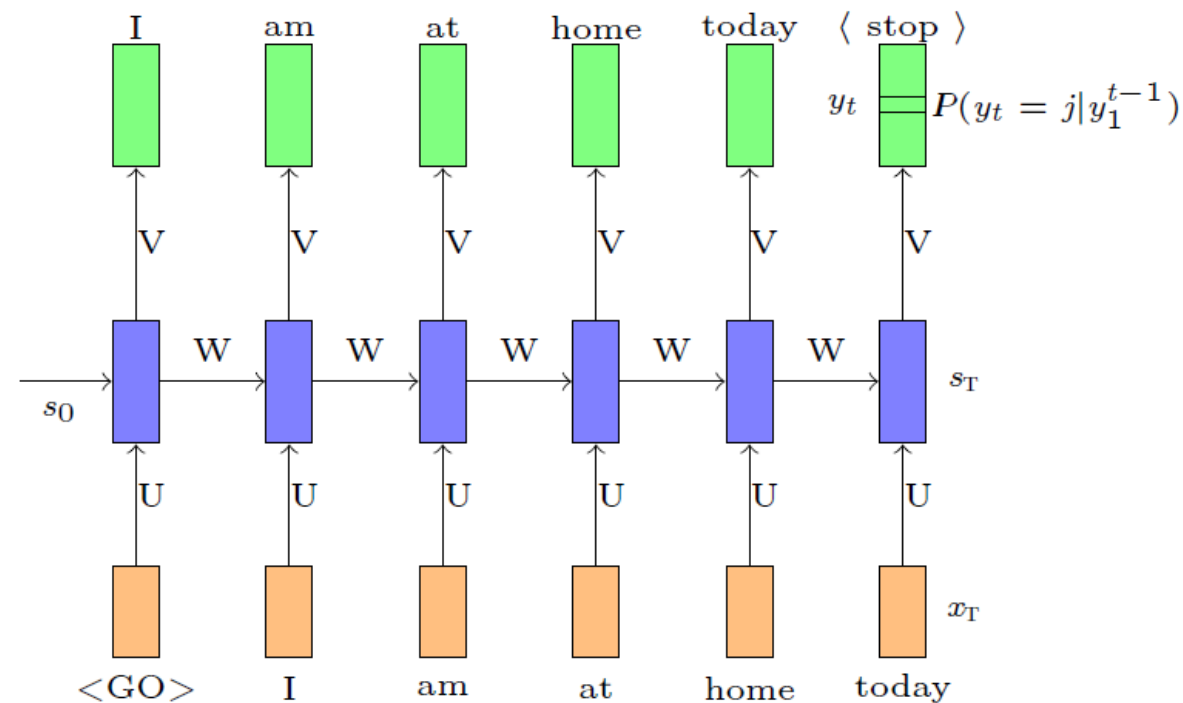 I am at home today ⟨ stop ⟩
y_t P(y_t = j|y_1^{t−1})
V V V V V V
W W W W W
s_T
s_0
U U U U U U
x_T
<GO> I am at home today